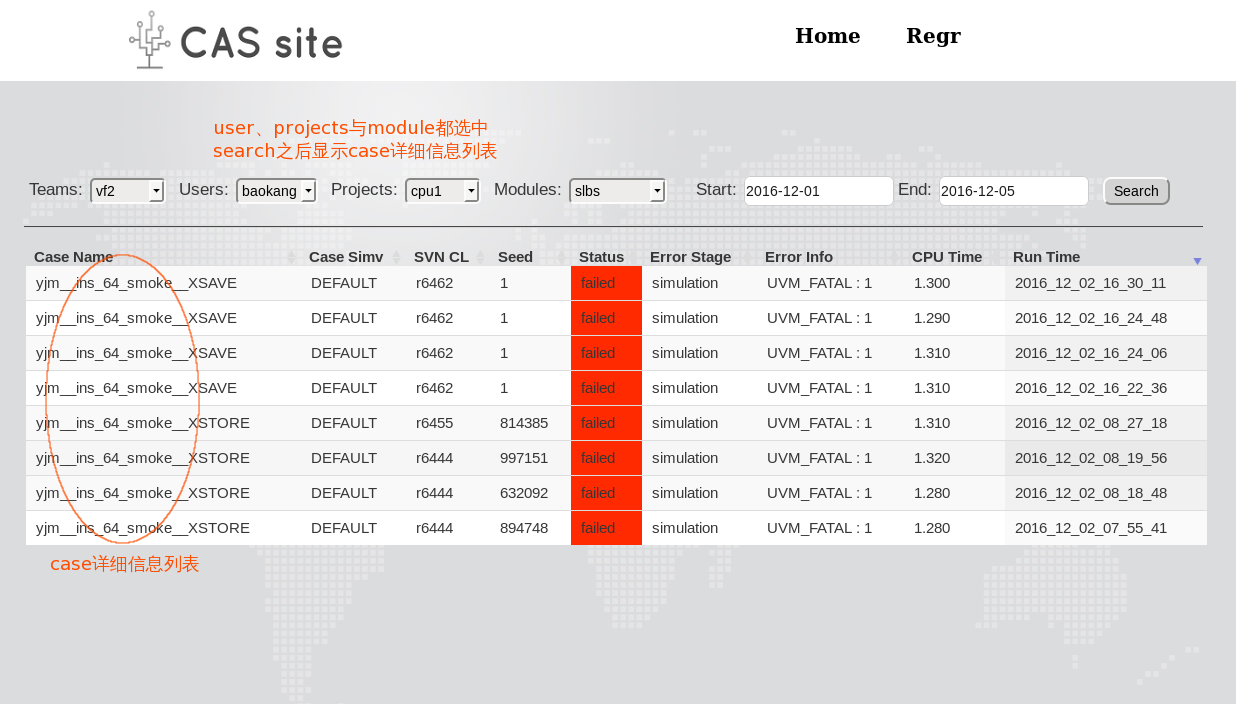 CAS site
Home Regr
user、projects与module都选中
search之后显示case详细信息列表
Teams: vf2 Users: baokang Projects: cpu1 Modules: slbs Start: 2016-12-01 End: 2016-12-05 Search
Case Name Case Simv SVN CL Seed Status Error Stage Error Info CPU Time Run Time
yjm__ins_64_smoke__XSAVE DEFAULT r6462 1 failed simulation UVM_FATAL : 1 1.300 2016_12_02_16_30_11
yjm__ins_64_smoke__XSAVE DEFAULT r6462 1 failed simulation UVM_FATAL : 1 1.290 2016_12_02_16_24_48
yjm__ins_64_smoke__XSAVE DEFAULT r6462 1 failed simulation UVM_FATAL : 1 1.310 2016_12_02_16_24_06
yjm__ins_64_smoke__XSAVE DEFAULT r6462 1 failed simulation UVM_FATAL : 1 1.310 2016_12_02_16_22_36
yjm__ins_64_smoke__XSTORE DEFAULT r6455 814385 failed simulation UVM_FATAL : 1 1.310 2016_12_02_08_27_18
yjm__ins_64_smoke__XSTORE DEFAULT r6444 997151 failed simulation UVM_FATAL : 1 1.320 2016_12_02_08_19_56
yjm__ins_64_smoke__XSTORE DEFAULT r6444 632092 failed simulation UVM_FATAL : 1 1.280 2016_12_02_08_18_48
yjm__ins_64_smoke__XSTORE DEFAULT r6444 894748 failed simulation UVM_FATAL : 1 1.280 2016_12_02_07_55_41
case详细信息列表